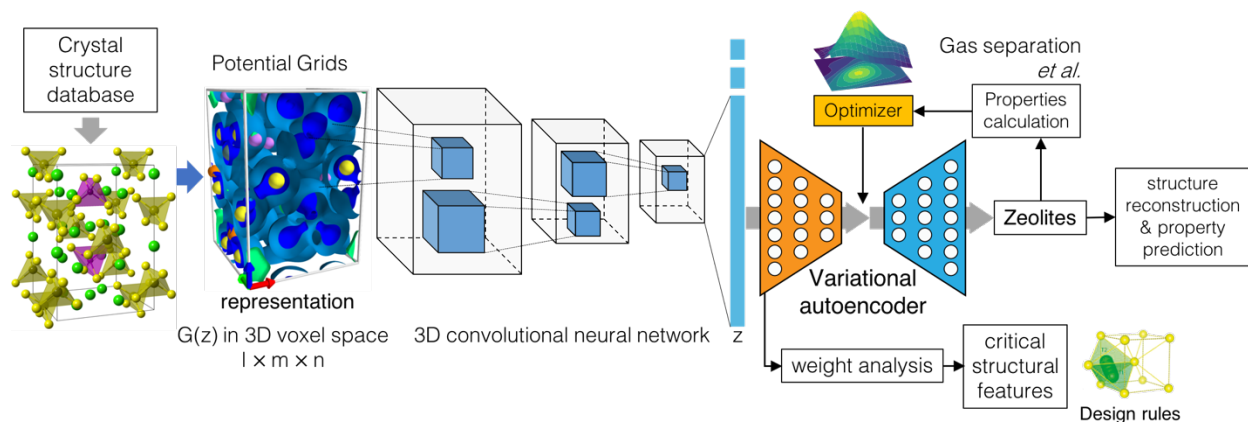 Crystal
structure
database
Potential Grids
representation
G(z) in 3D voxel space
l × m × n
3D convolutional neural network
z
Optimizer
Gas separation
et al.
Properties
calculation
Variational
autoencoder
Zeolites
structure
reconstruction
& property
prediction
weight analysis
critical
structural
features
Design rules